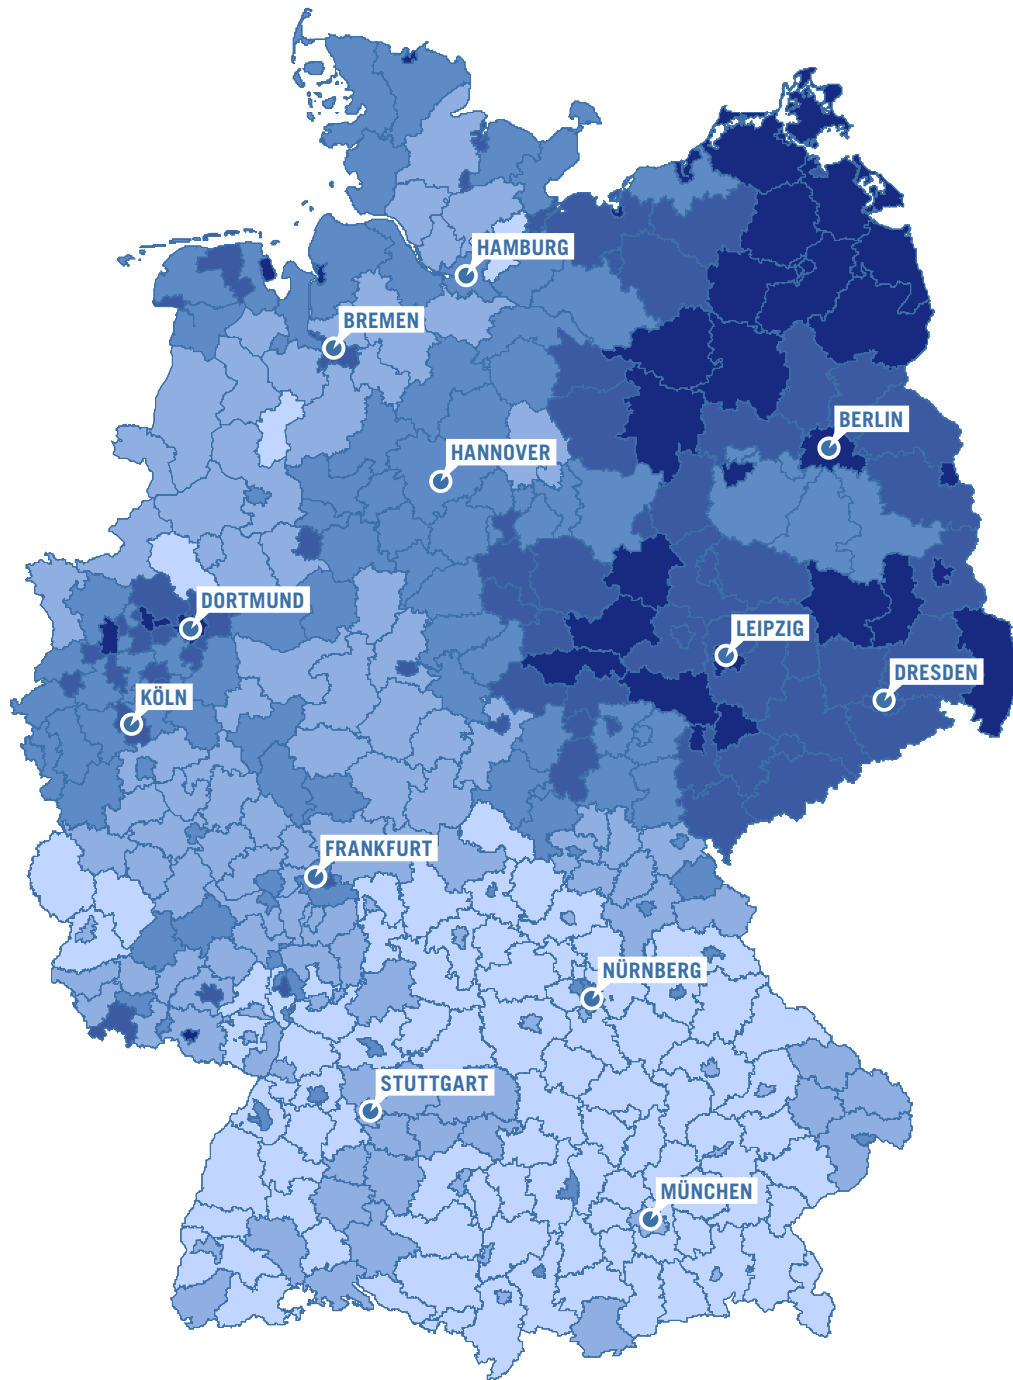 HAMBURG
BREMEN
BERLIN
HANNOVER
DORTMUND
LEIPZIG
DRESDEN
KÖLN
FRANKFURT
NÜRNBERG
STUTTGART
MÜNCHEN